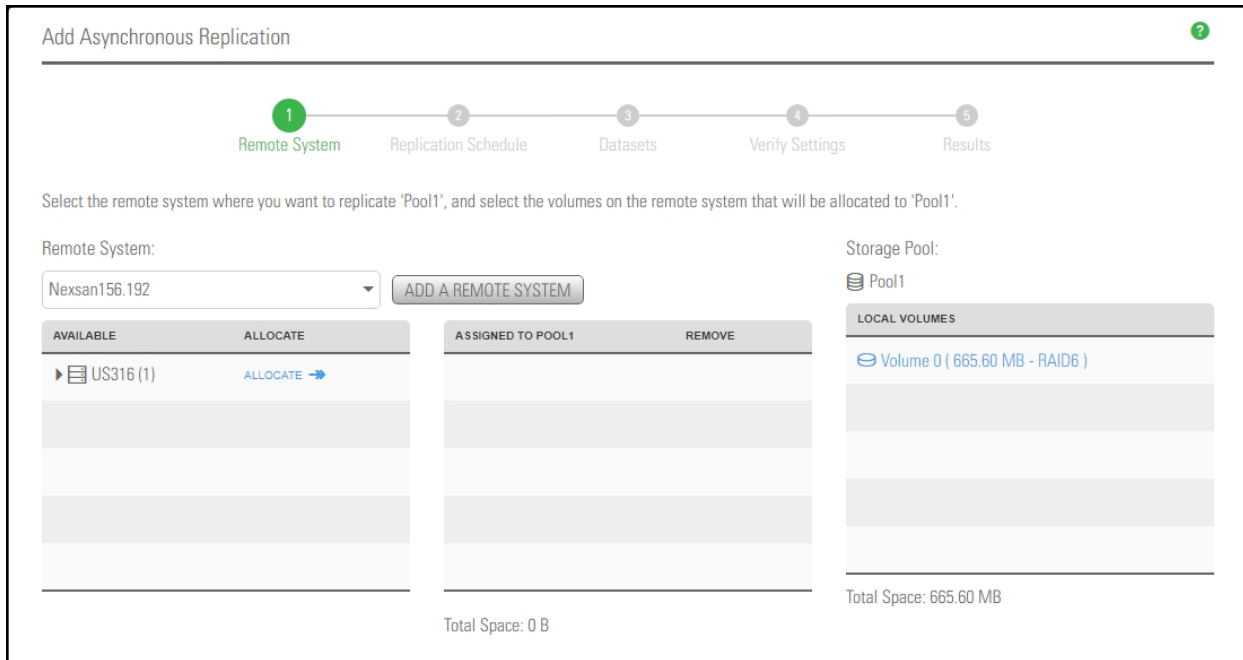 Add Asynchronous Replication
?
1 2 3 4 5
Remote System Replication Schedule Datasets Verify Settings Results
Select the remote system where you want to replicate 'Pool1', and select the volumes on the remote system that will be allocated to 'Pool1'.
Remote System:
Nexsan156.192
ADD A REMOTE SYSTEM
AVAILABLE ALLOCATE
US316 (1) ALLOCATE
ASSIGNED TO POOL1 REMOVE
Total Space: 0 B
Storage Pool:
Pool1
LOCAL VOLUMES
Volume 0 ( 665.60 MB - RAID6 )
Total Space: 665.60 MB